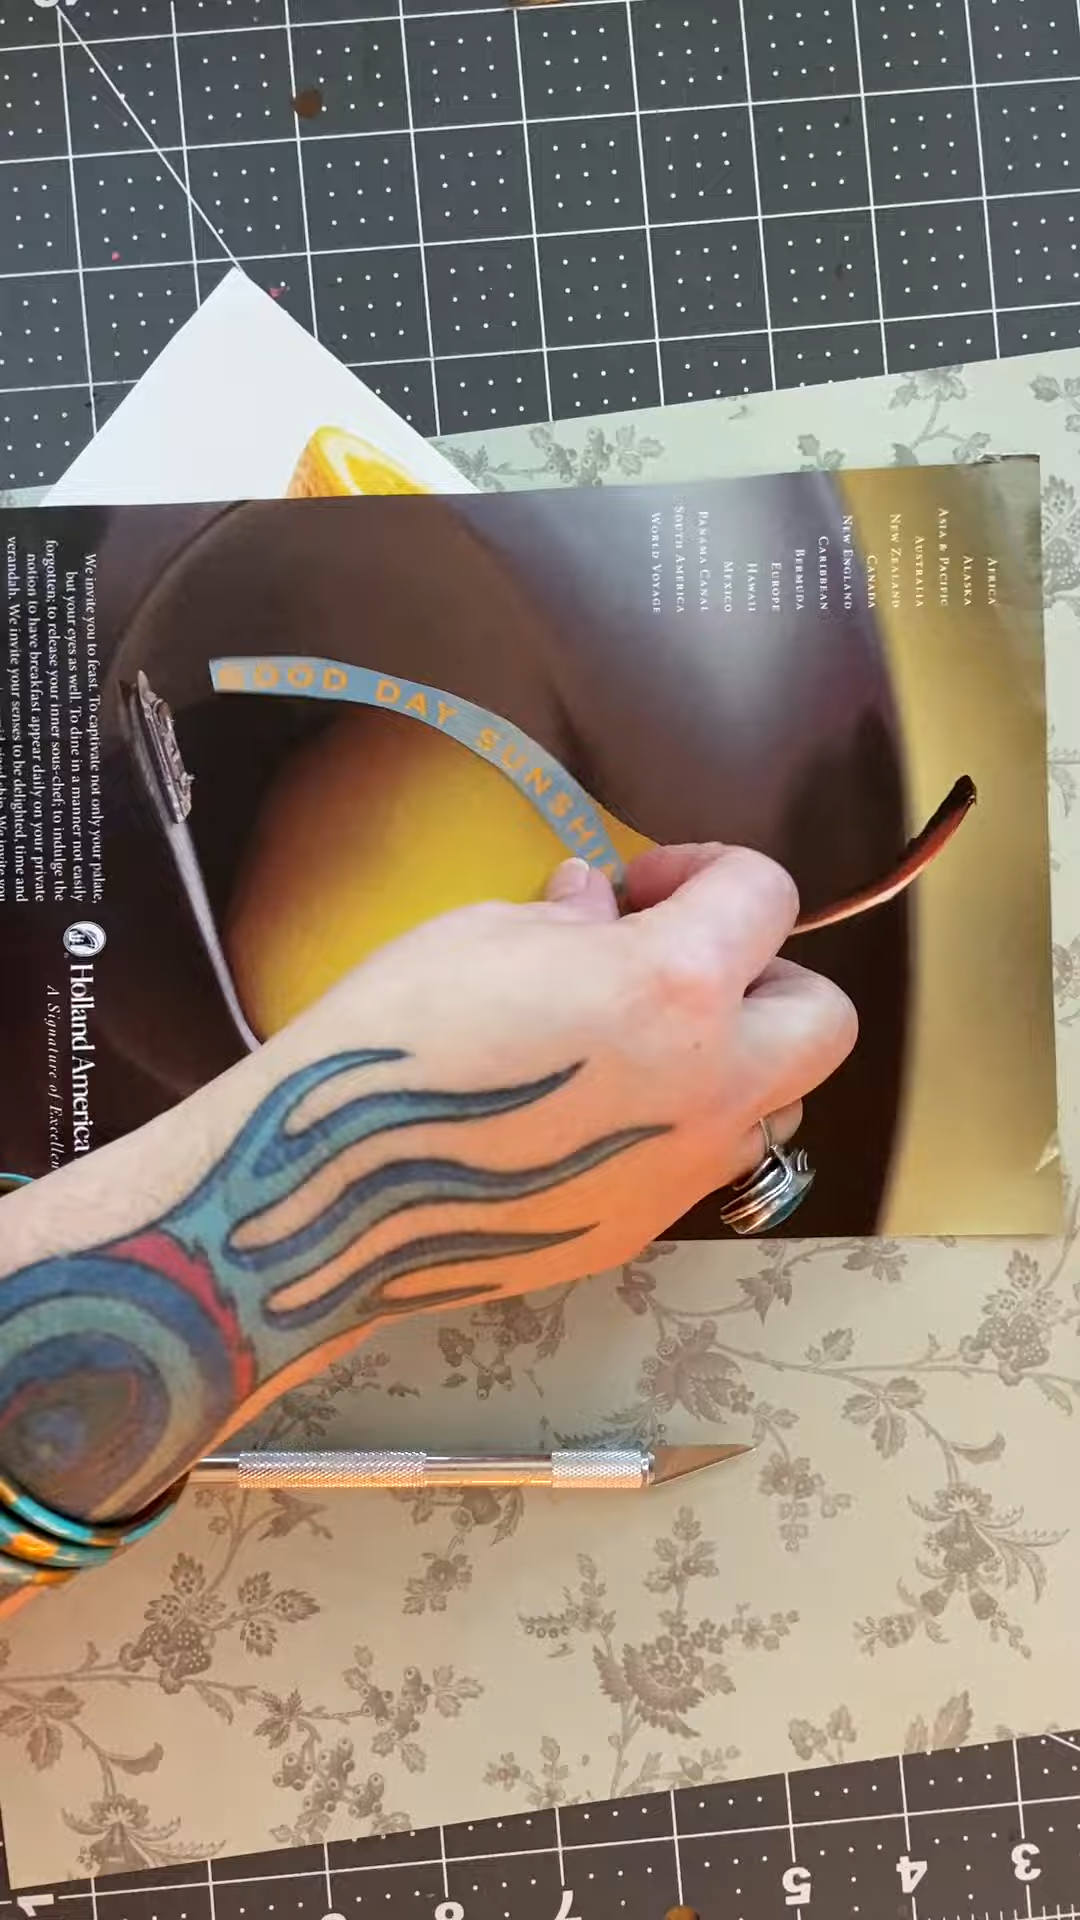 GOOD DAY SUNSHI
AFRICA
ALASKA
ASIA & PACIFIC
AUSTRALIA
NEW ZEALAND
CANADA
NEW ENGLAND
CARIBBEAN
BERMUDA
EUROPE
HAWAII
MEXICO
PANAMA CANAL
SOUTH AMERICA
WORLD VOYAGE
We invite you to feast. To captivate not only your palate,
but your eyes as well. To dine in a manner not easily
forgotten; to release your inner sous-chef; to indulge the
notion to have breakfast appear daily on your private
verandah. We invite your senses to be delighted, time and
Holland America
A Signature of Excellen
7
5
4
3